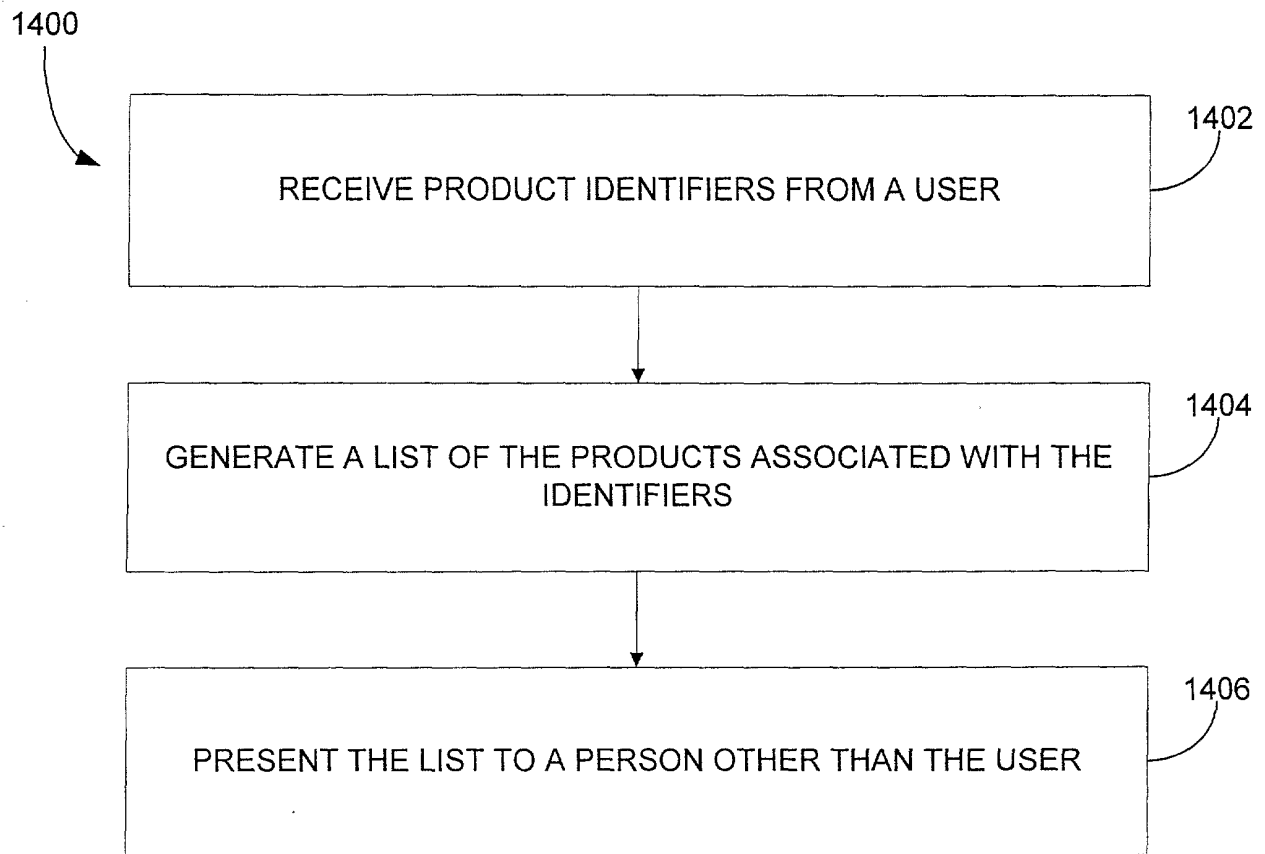 1400
1402
RECEIVE PRODUCT IDENTIFIERS FROM A USER
1404
GENERATE A LIST OF THE PRODUCTS ASSOCIATED WITH THE
IDENTIFIERS
1406
PRESENT THE LIST TO A PERSON OTHER THAN THE USER